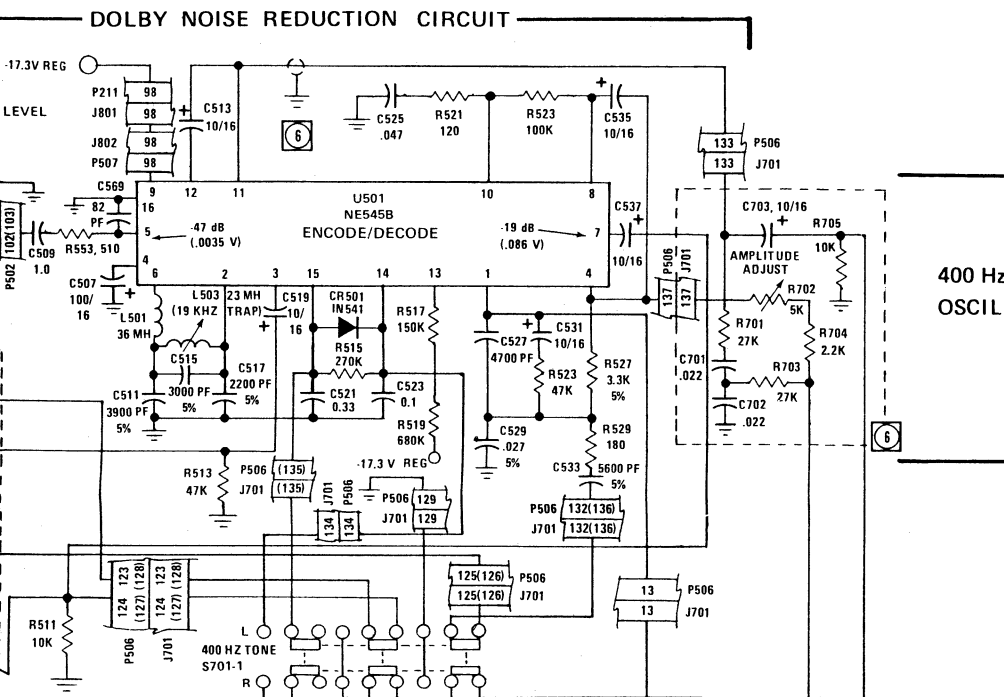 DOLBY NOISE REDUCTION CIRCUIT
-17.3V REG
P211 98
J801 98
J802 98
P507 98
LEVEL
C513
10/16
6
C525
.047
R521
120
R523
100K
C535
10/16
133 P506
133 J701
C569
82
PF
9
12
11
10
8
16
5
4
U501
NE545B
ENCODE/DECODE
-47 dB
(.0035 V)
-19 dB
(.086 V)
7
C537
10/16
P502
102(103)
C509
1.0
R553, 510
C507
100/
16
6
2
3
15
14
13
1
4
P506
J701
137
137
C703, 10/16
R705
10K
AMPLITUDE
ADJUST
R702
5K
R701
27K
R704
2.2K
C701
.022
R703
27K
C702
.022
6
400 Hz
OSCIL
L501
36 MH
L503
23 MH
(19 KHZ TRAP)
C519
10/
16
CR501
IN541
R515
270K
R517
150K
C515
3000 PF
5%
C517
2200 PF
5%
C511
3900 PF
5%
C521
0.33
C523
0.1
R519
680K
-17.3 V REG
C527
4700 PF
C531
10/16
R523
47K
R527
3.3K
5%
C529
.027
5%
R529
180
C533
5600 PF
5%
R513
47K
P506 (135)
J701 (135)
J701
P506
134
134
P506 129
J701 129
P506 132(136)
J701 132(136)
123
(128)
123
(128)
124
(127)
124
(127)
P506
J701
125(126) P506
125(126) J701
13 P506
13 J701
R511
10K
L
400 HZ TONE
S701-1
R